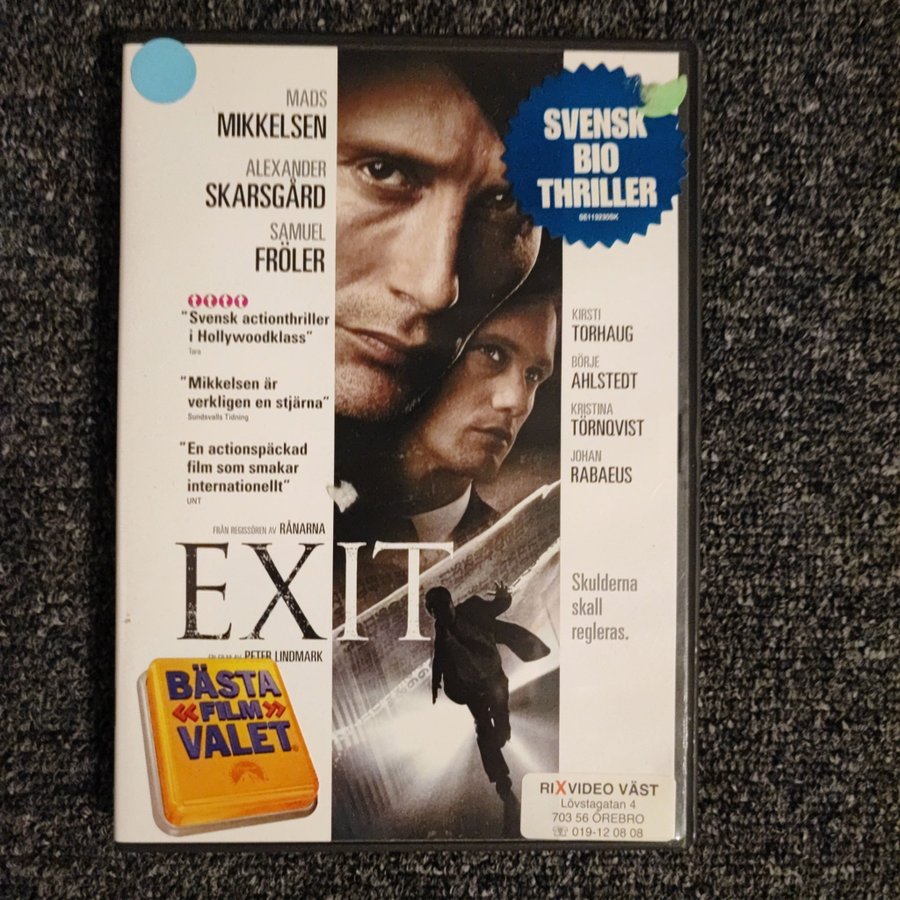 MADS
MIKKELSEN
ALEXANDER
SKARSGÅRD
SAMUEL
FRÖLER
"Svensk actionthriller
i Hollywoodklass"
Tara
"Mikkelsen är
verkligen en stjärna"
Sundsvalls Tidning
"En actionspäckad
film som smakar
internationellt"
UNT
SVENSK
BIO
THRILLER
KIRSTI
TORHAUG
BÖRJE
AHLSTEDT
KRISTINA
TÖRNQVIST
JOHAN
RABAEUS
FRÅN REGISSÖREN AV RÅNARNA
EXIT
EN FILM AV PETER LINDMARK
Skulderna
skall
regleras.
BÄSTA
«FILM»
VALET
RIXVIDEO VÄST
Lövstagatan 4
703 56 ÖREBRO
☏ 019-12 08 08